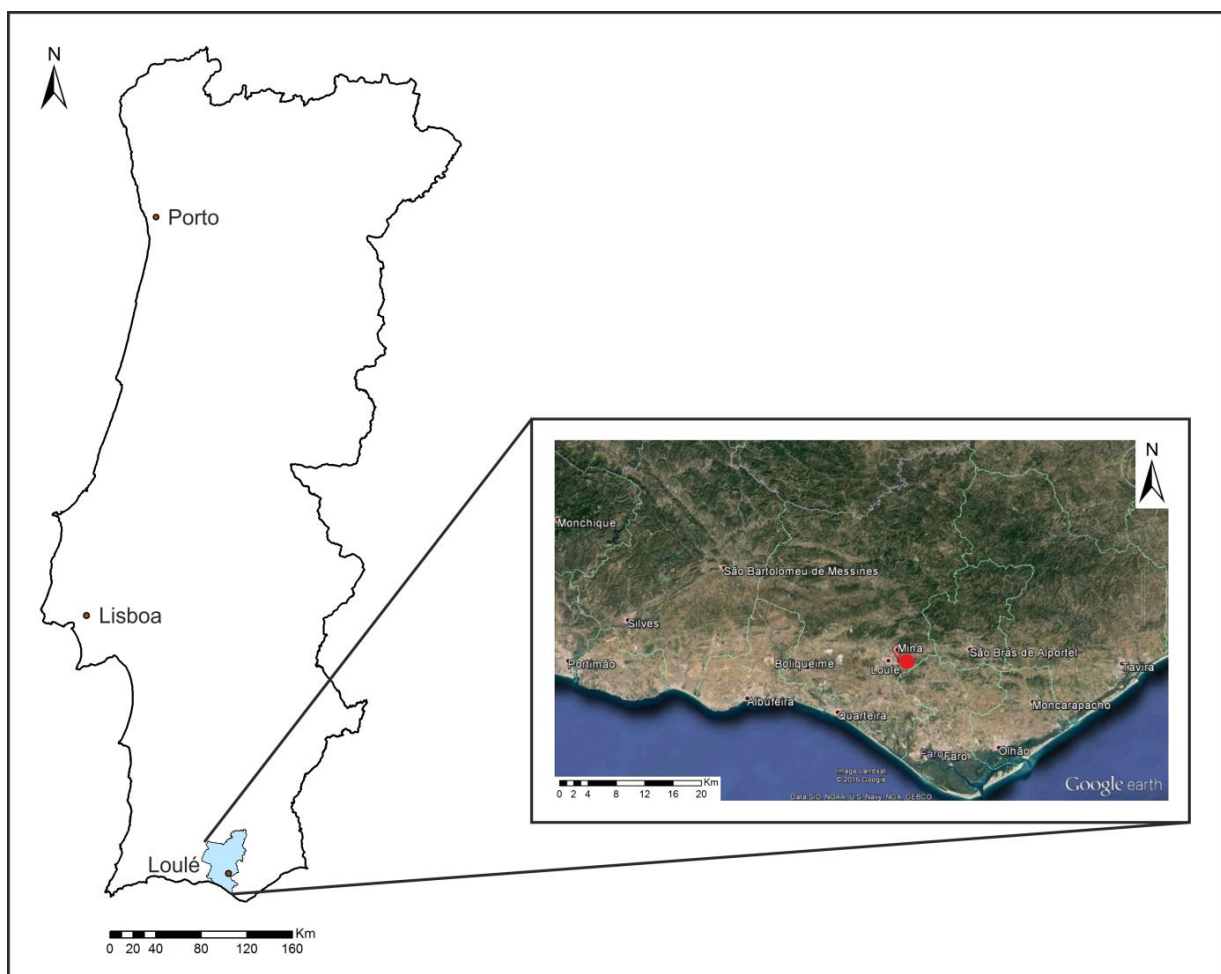 N
Porto
Lisboa
Loulé
Km
0 20 40 80 120 160
N
Monchique
São Bartolomeu de Messines
Silves
Mina
São Brás de Alportel
Portimão
Boliqueime
Loulé
Tavira
Albufeira
Quarteira
Moncarapacho
Faro
Faro
Olhão
Image Landsat
© 2016 Google
Data SIO, NOAA, U.S. Navy, NGA, GEBCO
Km
0 2 4 8 12 16 20
Google earth